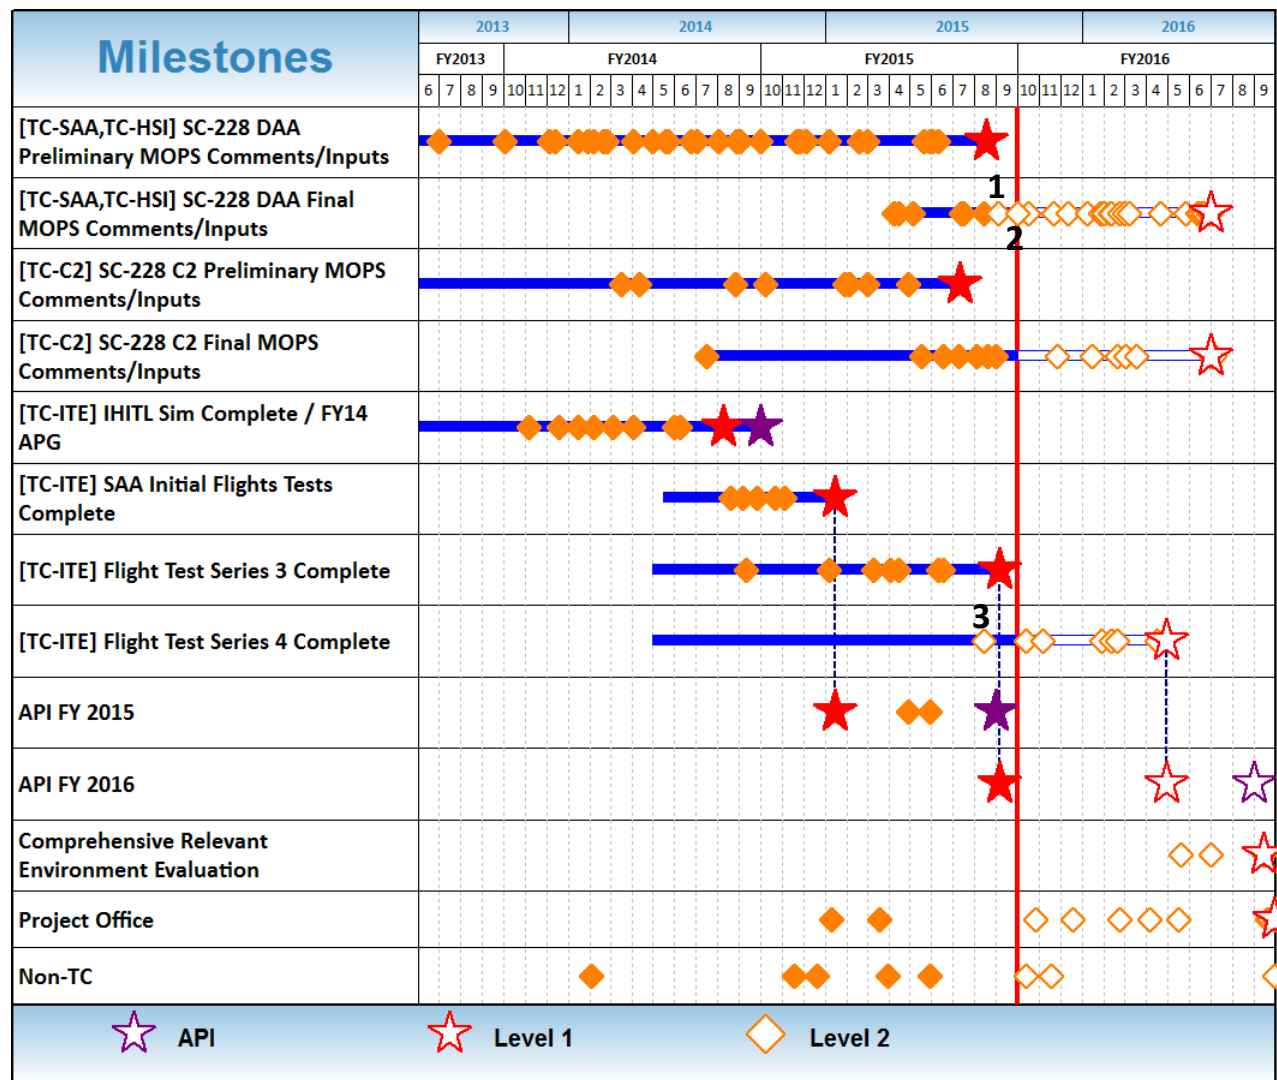 Milestones
2013 2014 2015 2016
FY2013 FY2014 FY2015 FY2016
6 7 8 9 10 11 12 1 2 3 4 5 6 7 8 9 10 11 12 1 2 3 4 5 6 7 8 9 10 11 12 1 2 3 4 5 6 7 8 9
[TC-SAA,TC-HSI] SC-228 DAA
Preliminary MOPS Comments/Inputs
1
[TC-SAA,TC-HSI] SC-228 DAA Final
MOPS Comments/Inputs
2
[TC-C2] SC-228 C2 Preliminary MOPS
Comments/Inputs
[TC-C2] SC-228 C2 Final MOPS
Comments/Inputs
[TC-ITE] IHITL Sim Complete / FY14
APG
[TC-ITE] SAA Initial Flights Tests
Complete
[TC-ITE] Flight Test Series 3 Complete
3
[TC-ITE] Flight Test Series 4 Complete
API FY 2015
API FY 2016
Comprehensive Relevant
Environment Evaluation
Project Office
Non-TC
API Level 1 Level 2